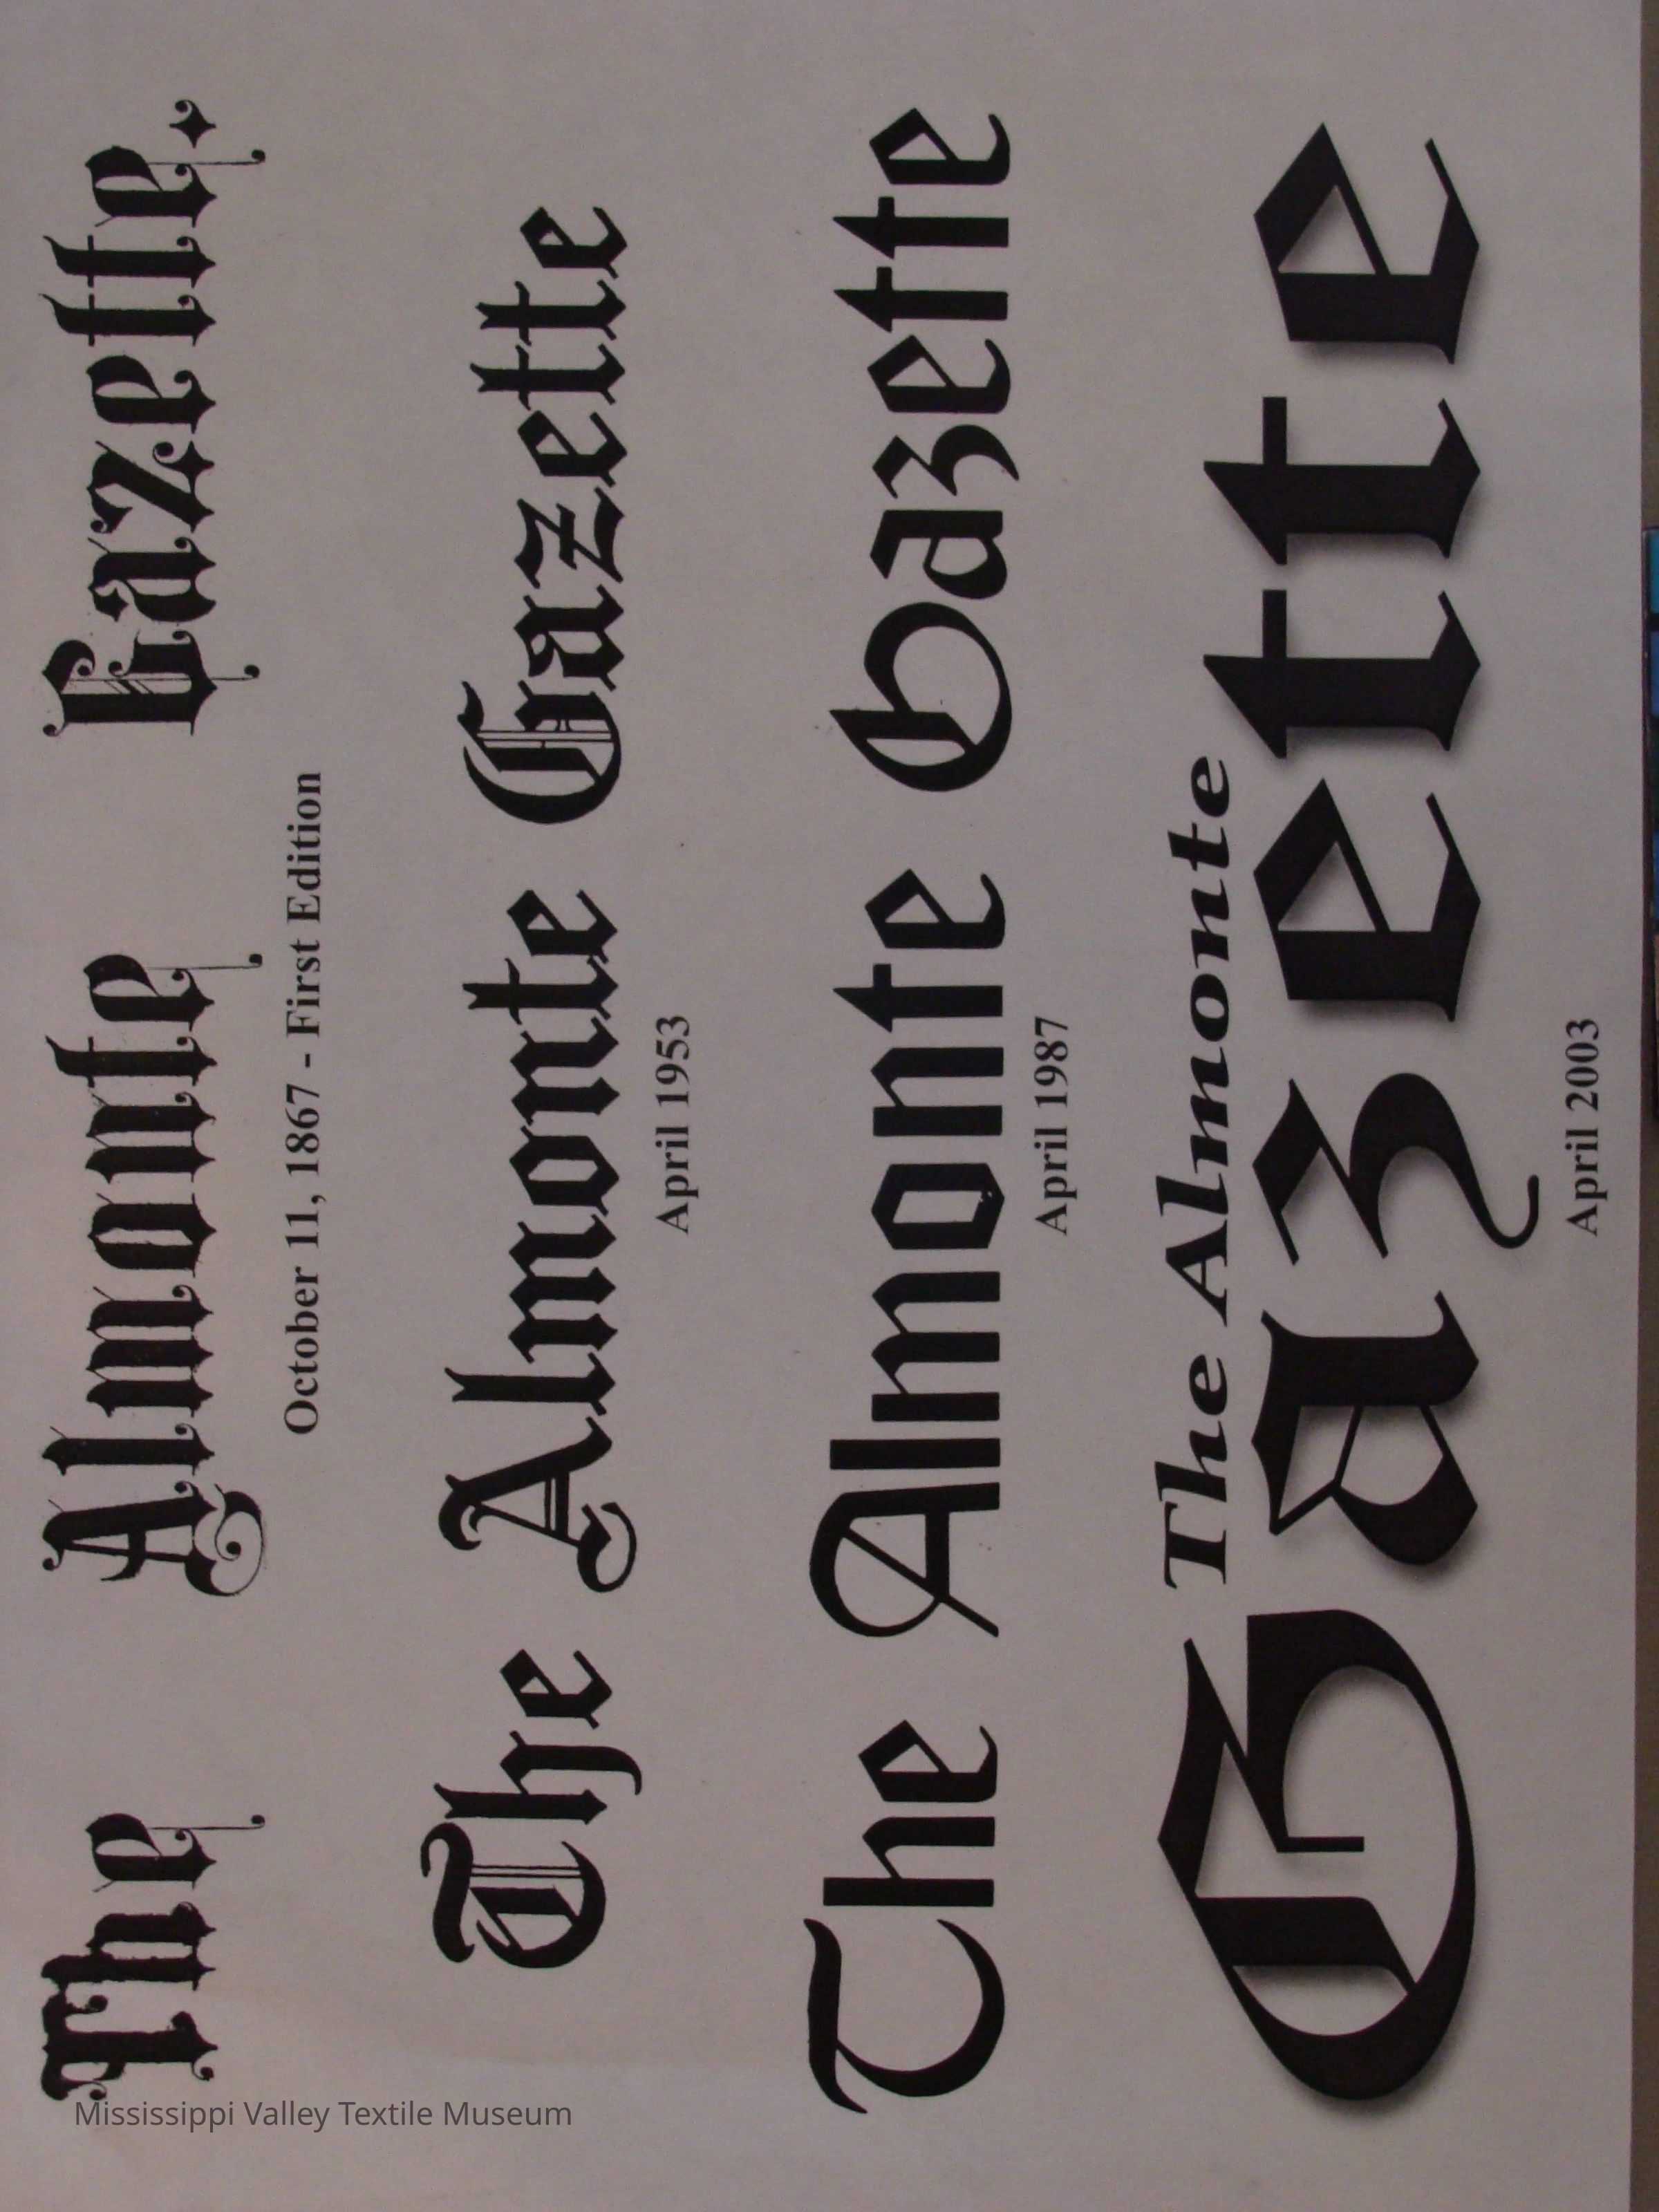 The Almonte Gazette.
October 11, 1867 - First Edition
The Almonte Gazette
April 1953
The Almonte Gazette
April 1987
The Almonte
Gazette
April 2003
Mississippi Valley Textile Museum